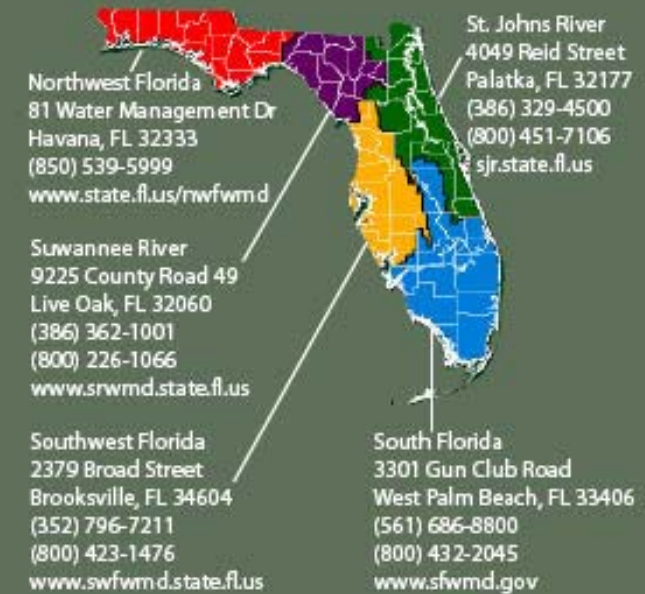 Northwest Florida
81 Water Management Dr
Havana, FL 32333
(850) 539-5999
www.state.fl.us/nwfwmd
St. Johns River
4049 Reid Street
Palatka, FL 32177
(386) 329-4500
(800) 451-7106
sjr.state.fl.us
Suwannee River
9225 County Road 49
Live Oak, FL 32060
(386) 362-1001
(800) 226-1066
www.srwmd.state.fl.us
Southwest Florida
2379 Broad Street
Brooksville, FL 34604
(352) 796-7211
(800) 423-1476
www.swfwmd.state.fl.us
South Florida
3301 Gun Club Road
West Palm Beach, FL 33406
(561) 686-8800
(800) 432-2045
www.sfwmd.gov